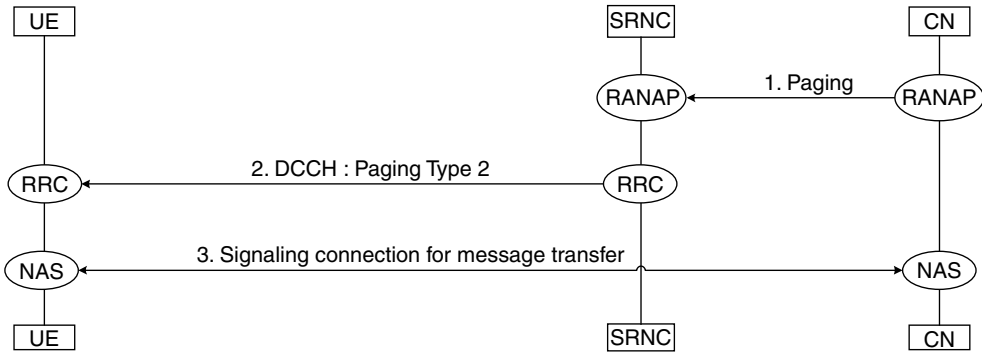 UE
SRNC
CN
1. Paging
RANAP
RANAP
2. DCCH : Paging Type 2
RRC
RRC
3. Signaling connection for message transfer
NAS
NAS
UE
SRNC
CN